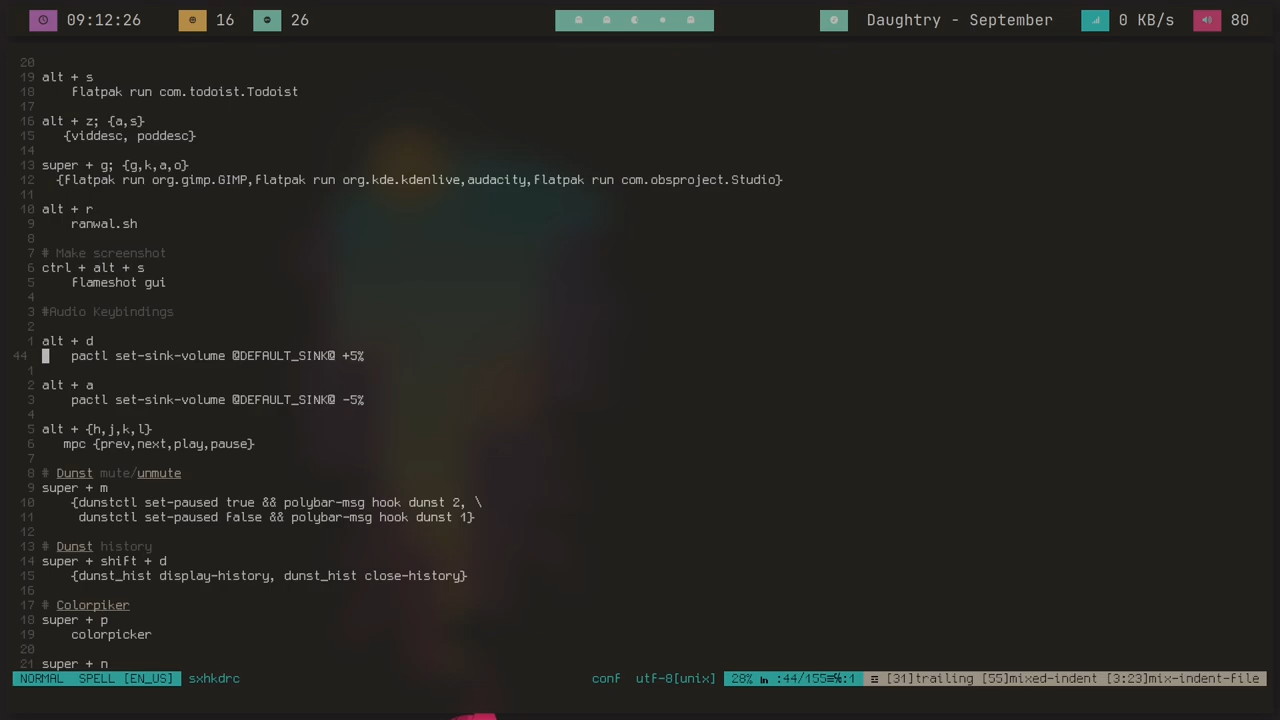 09:12:26 16 26 Daughtry - September 0 KB/s 80
20
19 alt + s
18 flatpak run com.todoist.Todoist
17
16 alt + z; {a,s}
15 {viddesc, poddesc}
14
13 super + g; {g,k,a,o}
12 {flatpak run org.gimp.GIMP,flatpak run org.kde.kdenlive,audacity,flatpak run com.obsproject.Studio}
11
10 alt + r
9 ranwal.sh
8
7 # Make screenshot
6 ctrl + alt + s
5 flameshot gui
4
3 #Audio Keybindings
2
1 alt + d
44 pactl set-sink-volume @DEFAULT_SINK@ +5%
1
2 alt + a
3 pactl set-sink-volume @DEFAULT_SINK@ -5%
4
5 alt + {h,j,k,l}
6 mpc {prev,next,play,pause}
7
8 # Dunst mute/unmute
9 super + m
10 {dunstctl set-paused true && polybar-msg hook dunst 2, \
11 dunstctl set-paused false && polybar-msg hook dunst 1}
12
13 # Dunst history
14 super + shift + d
15 {dunst_hist display-history, dunst_hist close-history}
16
17 # Colorpiker
18 super + p
19 colorpicker
20
21 super + n
NORMAL SPELL [EN_US] sxhkdrc conf utf-8[unix] 28% ln :44/155≡℅:1 ☲ [31]trailing [55]mixed-indent [3:23]mix-indent-file